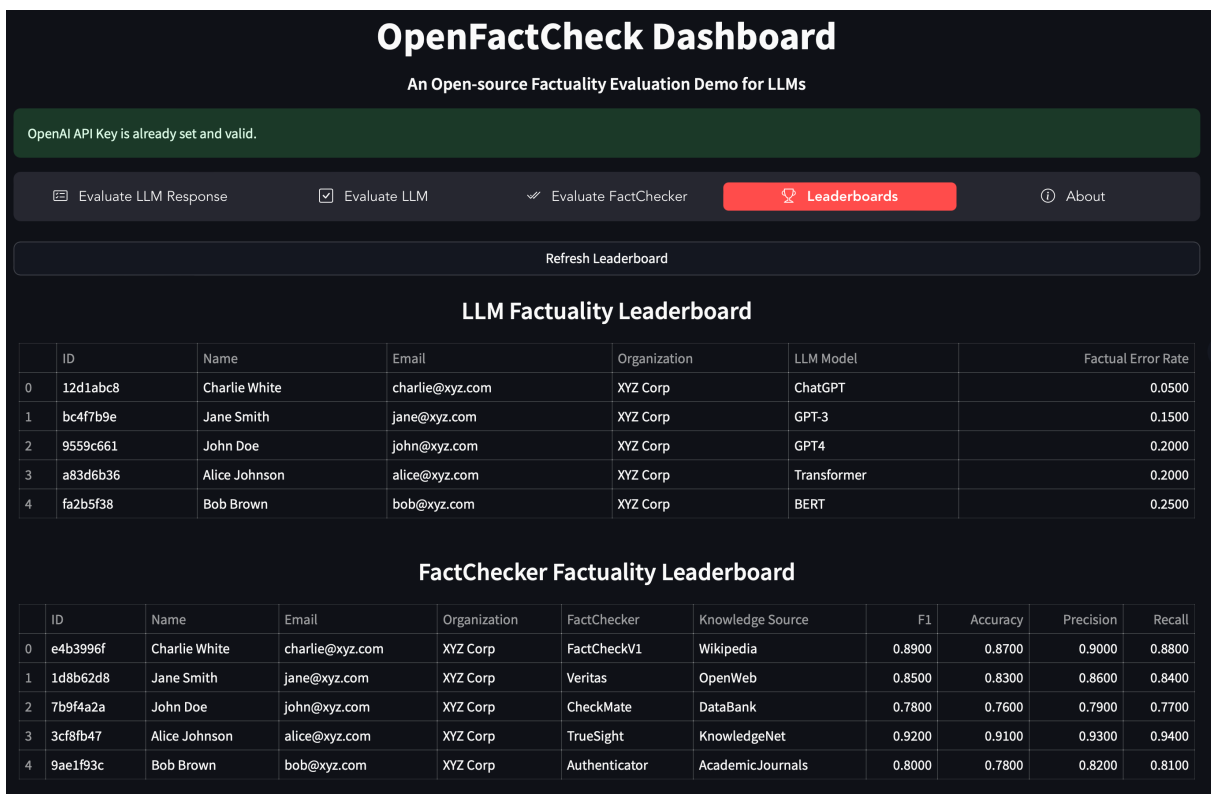 OpenFactCheck Dashboard
An Open-source Factuality Evaluation Demo for LLMs
OpenAI API Key is already set and valid.
Evaluate LLM Response Evaluate LLM Evaluate FactChecker Leaderboards About
Refresh Leaderboard
LLM Factuality Leaderboard
ID Name Email Organization LLM Model Factual Error Rate
0 12d1abc8 Charlie White charlie@xyz.com XYZ Corp ChatGPT 0.0500
1 bc4f7b9e Jane Smith jane@xyz.com XYZ Corp GPT-3 0.1500
2 9559c661 John Doe john@xyz.com XYZ Corp GPT4 0.2000
3 a83d6b36 Alice Johnson alice@xyz.com XYZ Corp Transformer 0.2000
4 fa2b5f38 Bob Brown bob@xyz.com XYZ Corp BERT 0.2500
FactChecker Factuality Leaderboard
ID Name Email Organization FactChecker Knowledge Source F1 Accuracy Precision Recall
0 e4b3996f Charlie White charlie@xyz.com XYZ Corp FactCheckV1 Wikipedia 0.8900 0.8700 0.9000 0.8800
1 1d8b62d8 Jane Smith jane@xyz.com XYZ Corp Veritas OpenWeb 0.8500 0.8300 0.8600 0.8400
2 7b9f4a2a John Doe john@xyz.com XYZ Corp CheckMate DataBank 0.7800 0.7600 0.7900 0.7700
3 3cf8fb47 Alice Johnson alice@xyz.com XYZ Corp TrueSight KnowledgeNet 0.9200 0.9100 0.9300 0.9400
4 9ae1f93c Bob Brown bob@xyz.com XYZ Corp Authenticator AcademicJournals 0.8000 0.7800 0.8200 0.8100